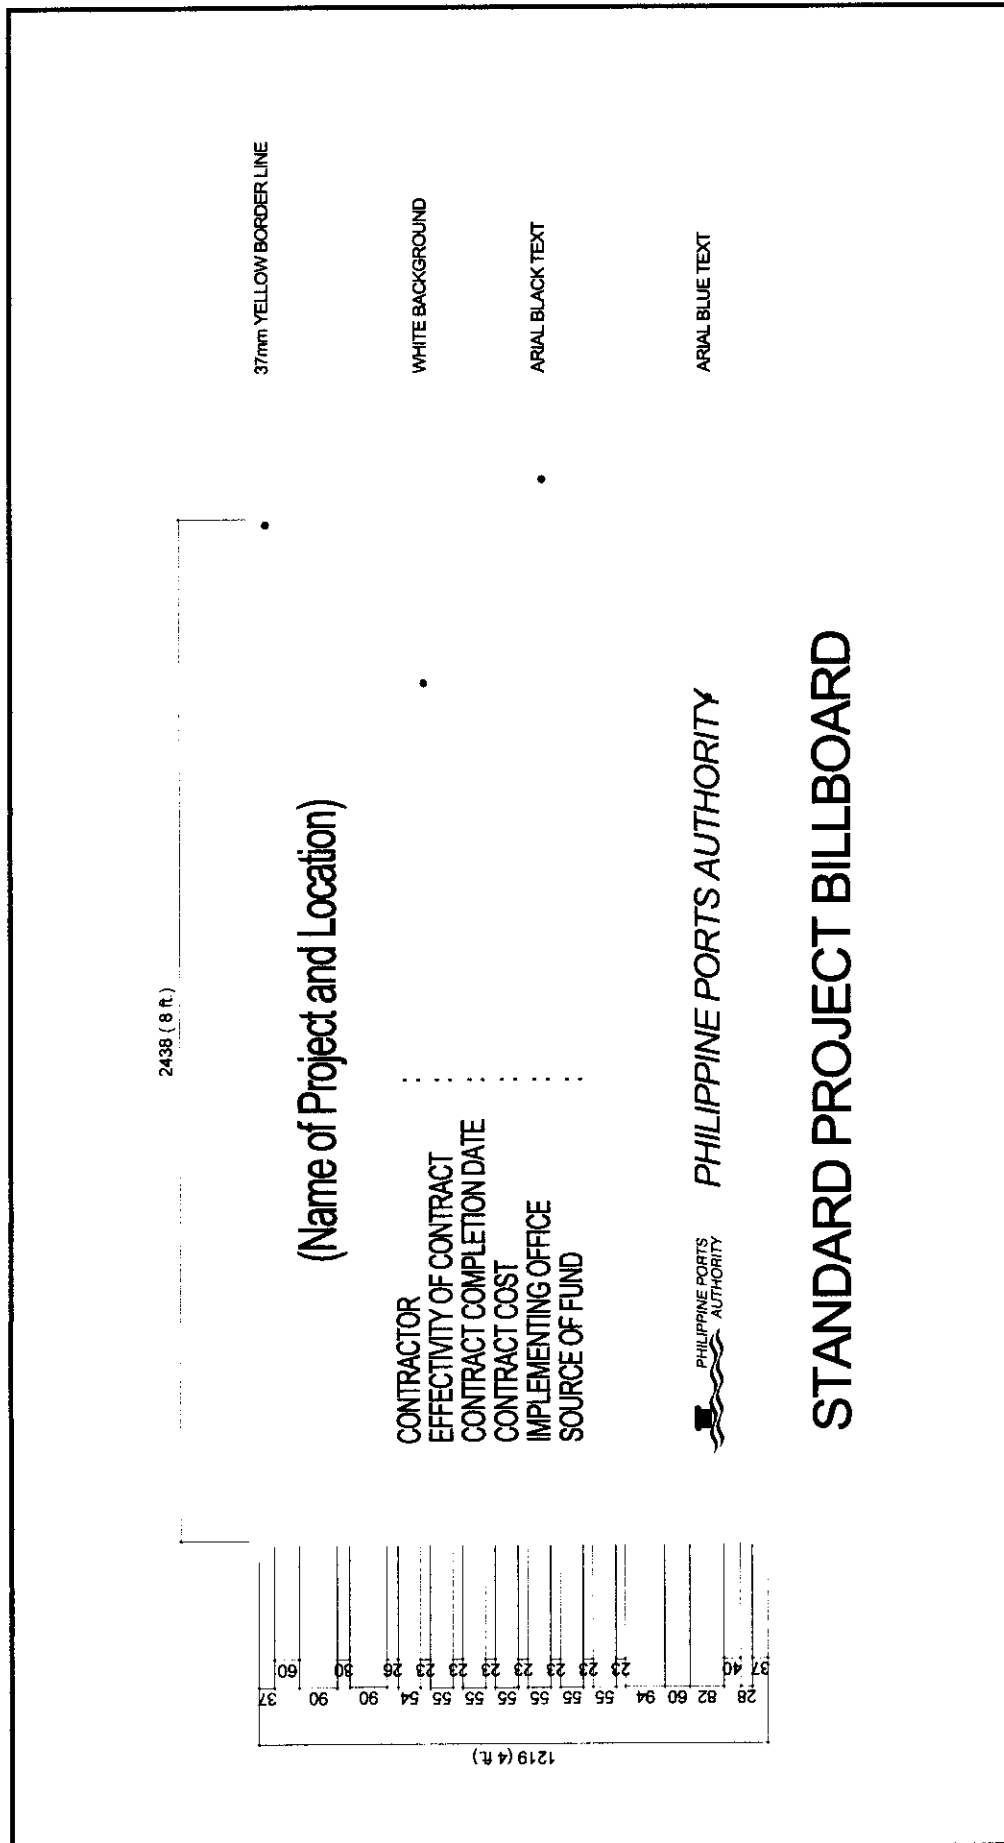 2438 ( 8 ft.)
37mm YELLOW BORDER LINE
(Name of Project and Location)
WHITE BACKGROUND
CONTRACTOR :
EFFECTIVITY OF CONTRACT :
CONTRACT COMPLETION DATE :
CONTRACT COST :
IMPLEMENTING OFFICE :
SOURCE OF FUND :
ARIAL BLACK TEXT
PHILIPPINE PORTS
AUTHORITY
PHILIPPINE PORTS AUTHORITY
ARIAL BLUE TEXT
STANDARD PROJECT BILLBOARD
1219 (4 ft.)
37
60
90
30
90
26
54
23
55
23
55
23
55
23
55
23
55
23
55
23
94
60
82
40
28
37